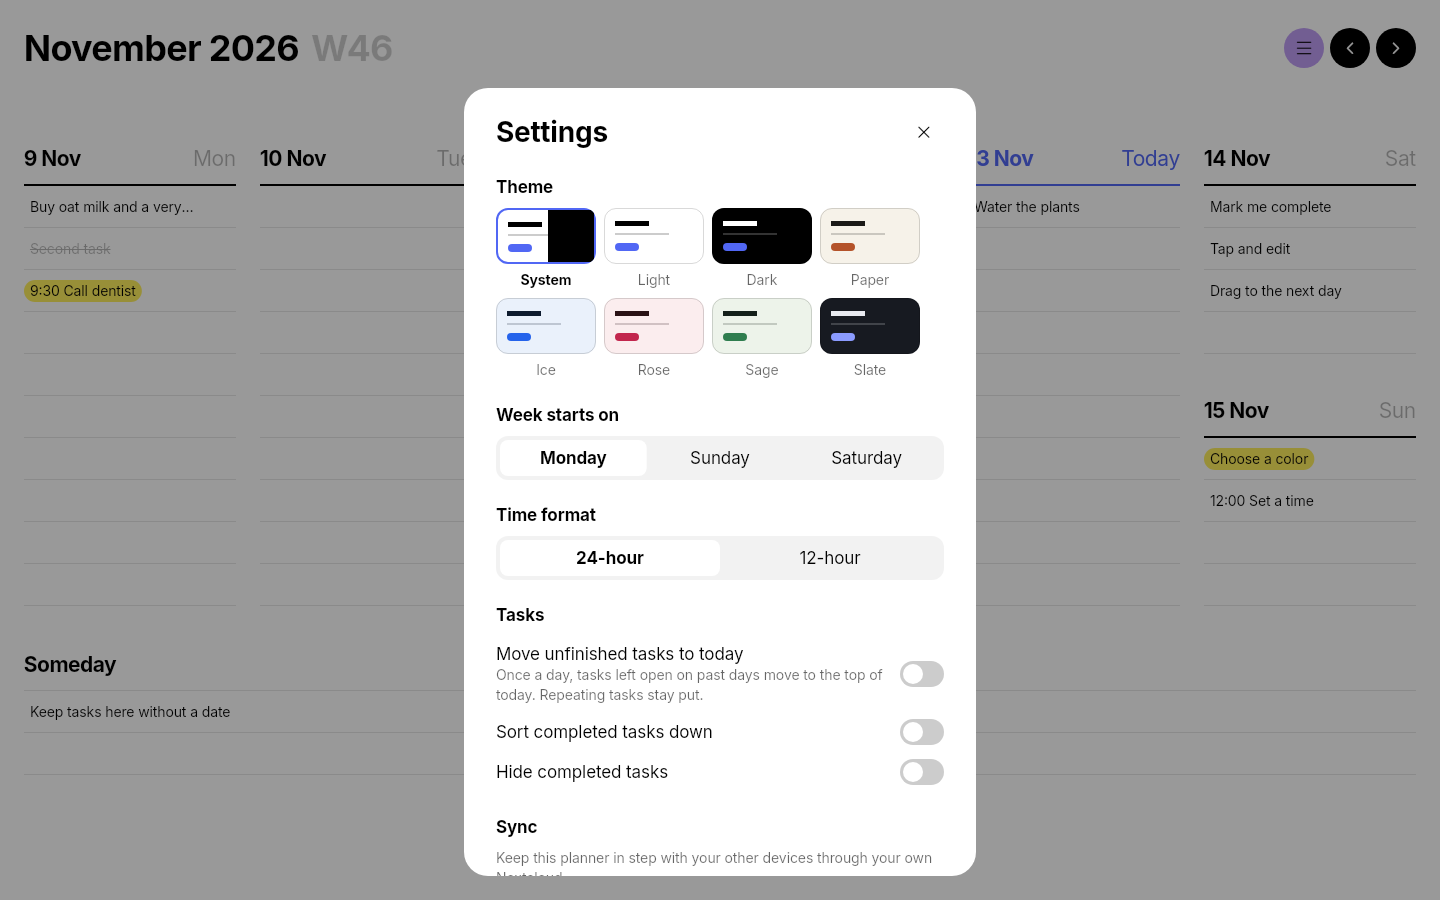 November 2026 W46
Settings
9 Nov Mon
10 Nov Tue
3 Nov Today
14 Nov Sat
Buy oat milk and a very...
Second task
9:30 Call dentist
Water the plants
Mark me complete
Tap and edit
Drag to the next day
15 Nov Sun
Choose a color
12:00 Set a time
Someday
Keep tasks here without a date
Theme
System Light Dark Paper
Ice Rose Sage Slate
Week starts on
Monday Sunday Saturday
Time format
24-hour 12-hour
Tasks
Move unfinished tasks to today
Once a day, tasks left open on past days move to the top of
today. Repeating tasks stay put.
Sort completed tasks down
Hide completed tasks
Sync
Keep this planner in step with your other devices through your own
Nextcloud